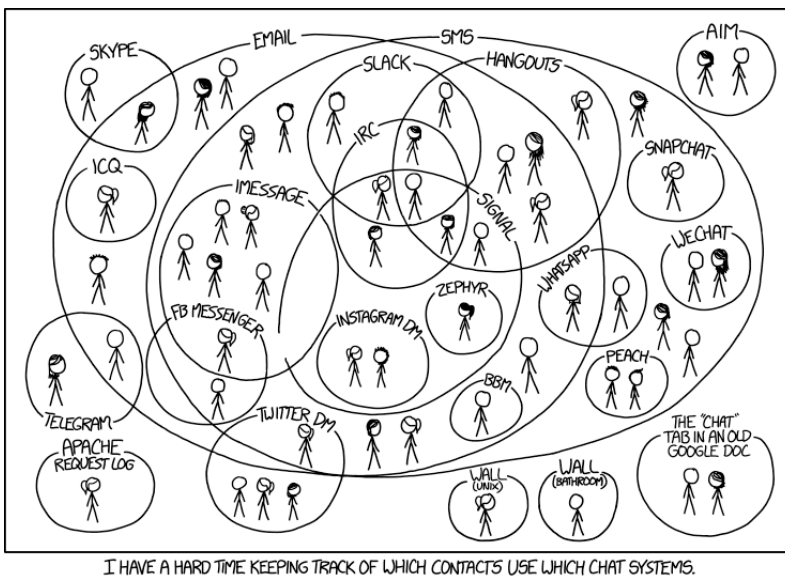 SKYPE
EMAIL
SMS
AIM
SLACK
HANGOUTS
IRC
SNAPCHAT
ICQ
IMESSAGE
SIGNAL
WECHAT
WHATSAPP
ZEPHYR
FB MESSENGER
INSTAGRAM DM
PEACH
BBM
TELEGRAM
TWITTER DM
APACHE
REQUEST LOG
THE "CHAT"
TAB IN AN OLD
GOOGLE DOC
WALL
(UNIX)
WALL
(BATHROOM)
I HAVE A HARD TIME KEEPING TRACK OF WHICH CONTACTS USE WHICH CHAT SYSTEMS.